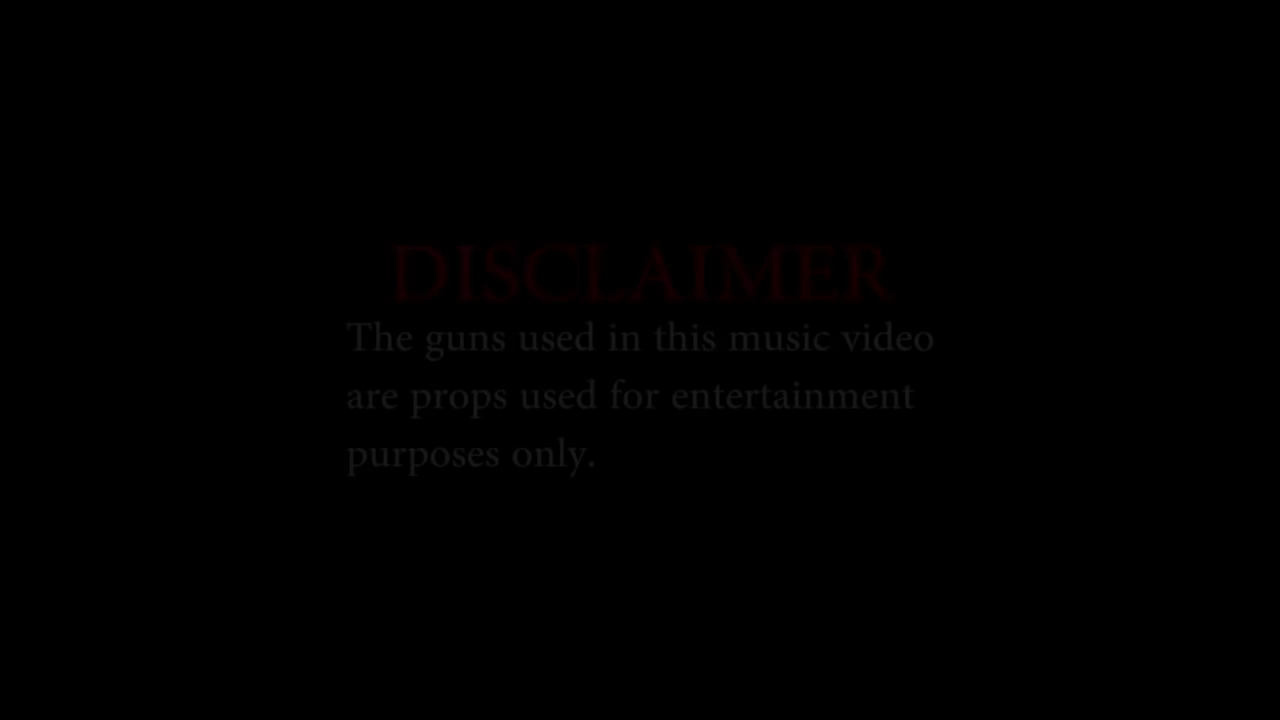 DISCLAIMER
The guns used in this music video
are props used for entertainment
purposes only.